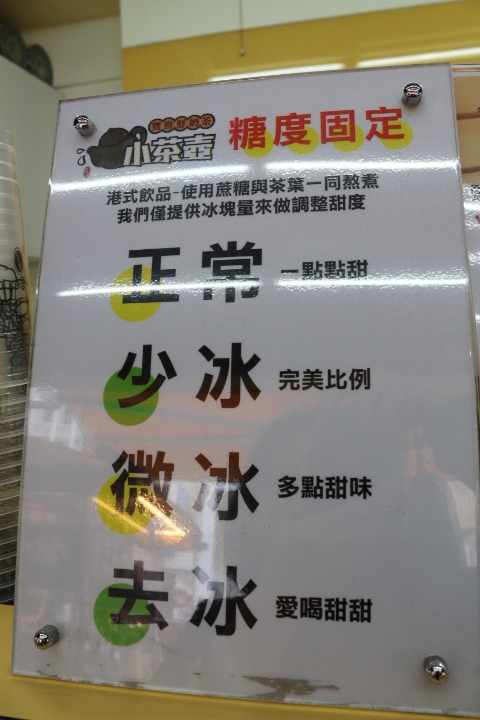 小茶壺 糖度固定
港式飲品-使用蔗糖與茶葉一同熬煮
我們僅提供冰塊量來做調整甜度
正常 一點點甜
少冰 完美比例
微冰 多點甜味
去冰 愛喝甜甜